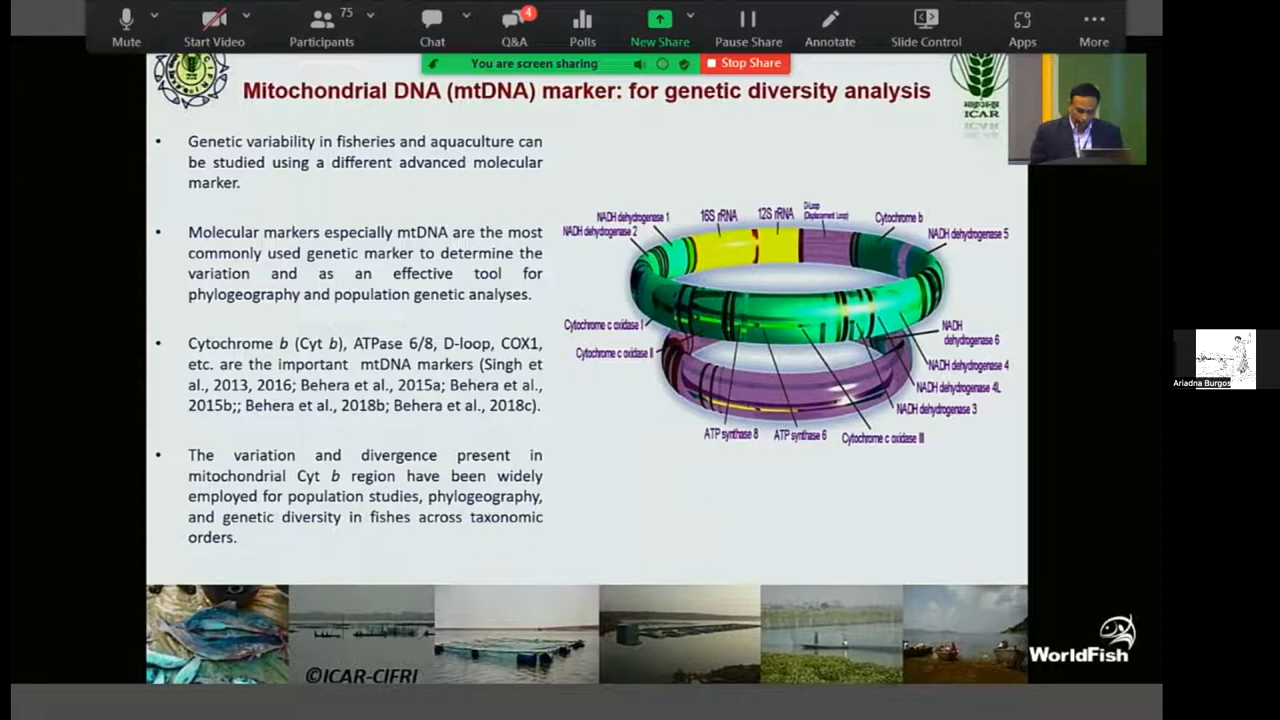 75
4
Mute
Start Video
Participants
Chat
Q&A
Polls
New Share
Pause Share
Annotate
Slide Control
Apps
More
You are screen sharing
Stop Share
Mitochondrial DNA (mtDNA) marker: for genetic diversity analysis
ICAR
• Genetic variability in fisheries and aquaculture can
be studied using a different advanced molecular
marker.
• Molecular markers especially mtDNA are the most
commonly used genetic marker to determine the
variation and as an effective tool for
phylogeography and population genetic analyses.
• Cytochrome b (Cyt b), ATPase 6/8, D-loop, COX1,
etc. are the important mtDNA markers (Singh et
al., 2013, 2016; Behera et al., 2015a; Behera et al.,
2015b;; Behera et al., 2018b; Behera et al., 2018c).
• The variation and divergence present in
mitochondrial Cyt b region have been widely
employed for population studies, phylogeography,
and genetic diversity in fishes across taxonomic
orders.
NADH dehydrogenase 1
NADH dehydrogenase 2
16S rRNA
12S rRNA
D-Loop
(Displacement Loop)
Cytochrome b
NADH dehydrogenase 5
Cytochrome c oxidase I
Cytochrome c oxidase II
NADH
dehydrogenase 6
NADH dehydrogenase 4
NADH dehydrogenase 4L
NADH dehydrogenase 3
ATP synthase 8
ATP synthase 6
Cytochrome c oxidase III
Ariadna Burgos
©ICAR-CIFRI
WorldFish